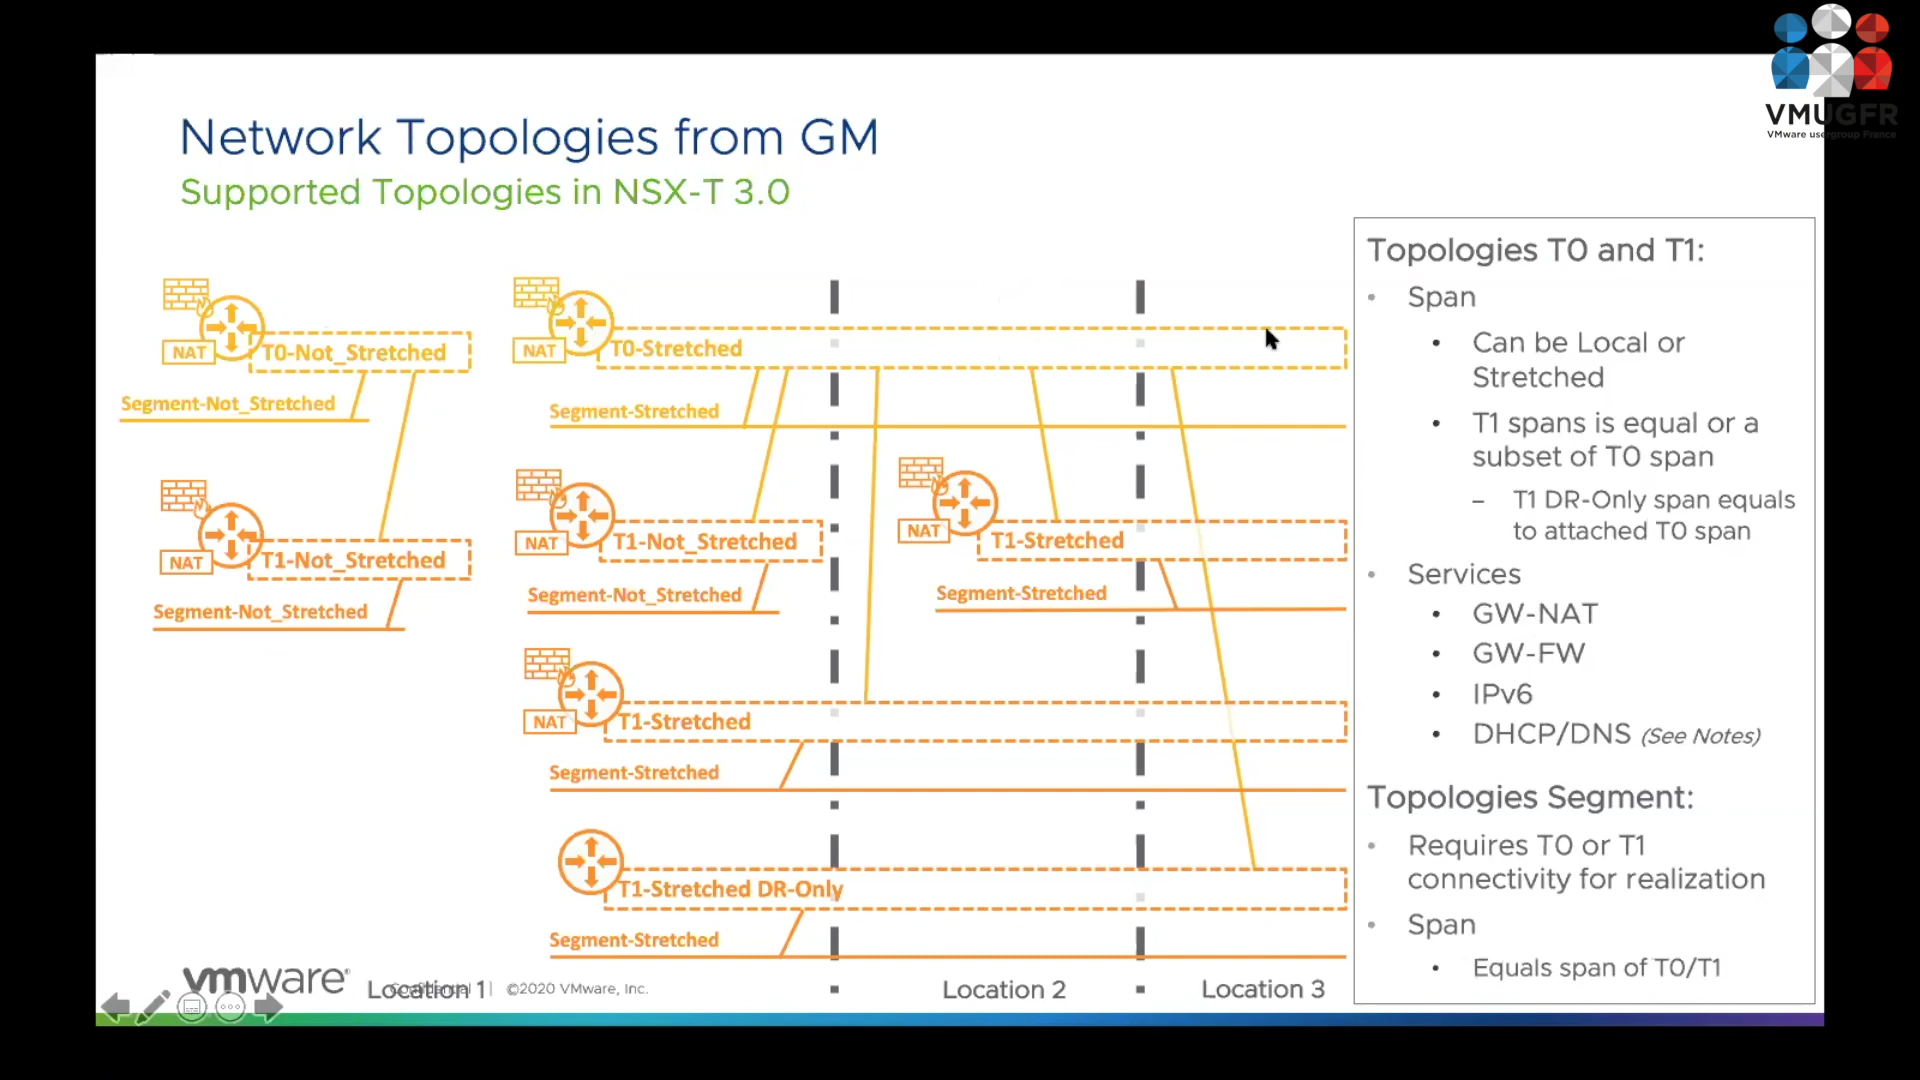 VMUGFR
VMware usergroup France
Network Topologies from GM
Supported Topologies in NSX-T 3.0
NAT
T0-Not_Stretched
Segment-Not_Stretched
NAT
T1-Not_Stretched
Segment-Not_Stretched
NAT
T0-Stretched
Segment-Stretched
NAT
T1-Not_Stretched
Segment-Not_Stretched
NAT
T1-Stretched
Segment-Stretched
NAT
T1-Stretched
Segment-Stretched
T1-Stretched DR-Only
Segment-Stretched
Topologies T0 and T1:
• Span
• Can be Local or
Stretched
• T1 spans is equal or a
subset of T0 span
– T1 DR-Only span equals
to attached T0 span
• Services
• GW-NAT
• GW-FW
• IPv6
• DHCP/DNS (See Notes)
Topologies Segment:
• Requires T0 or T1
connectivity for realization
• Span
• Equals span of T0/T1
vmware®
Confidential | ©2020 VMware, Inc.
Location 1
Location 2
Location 3